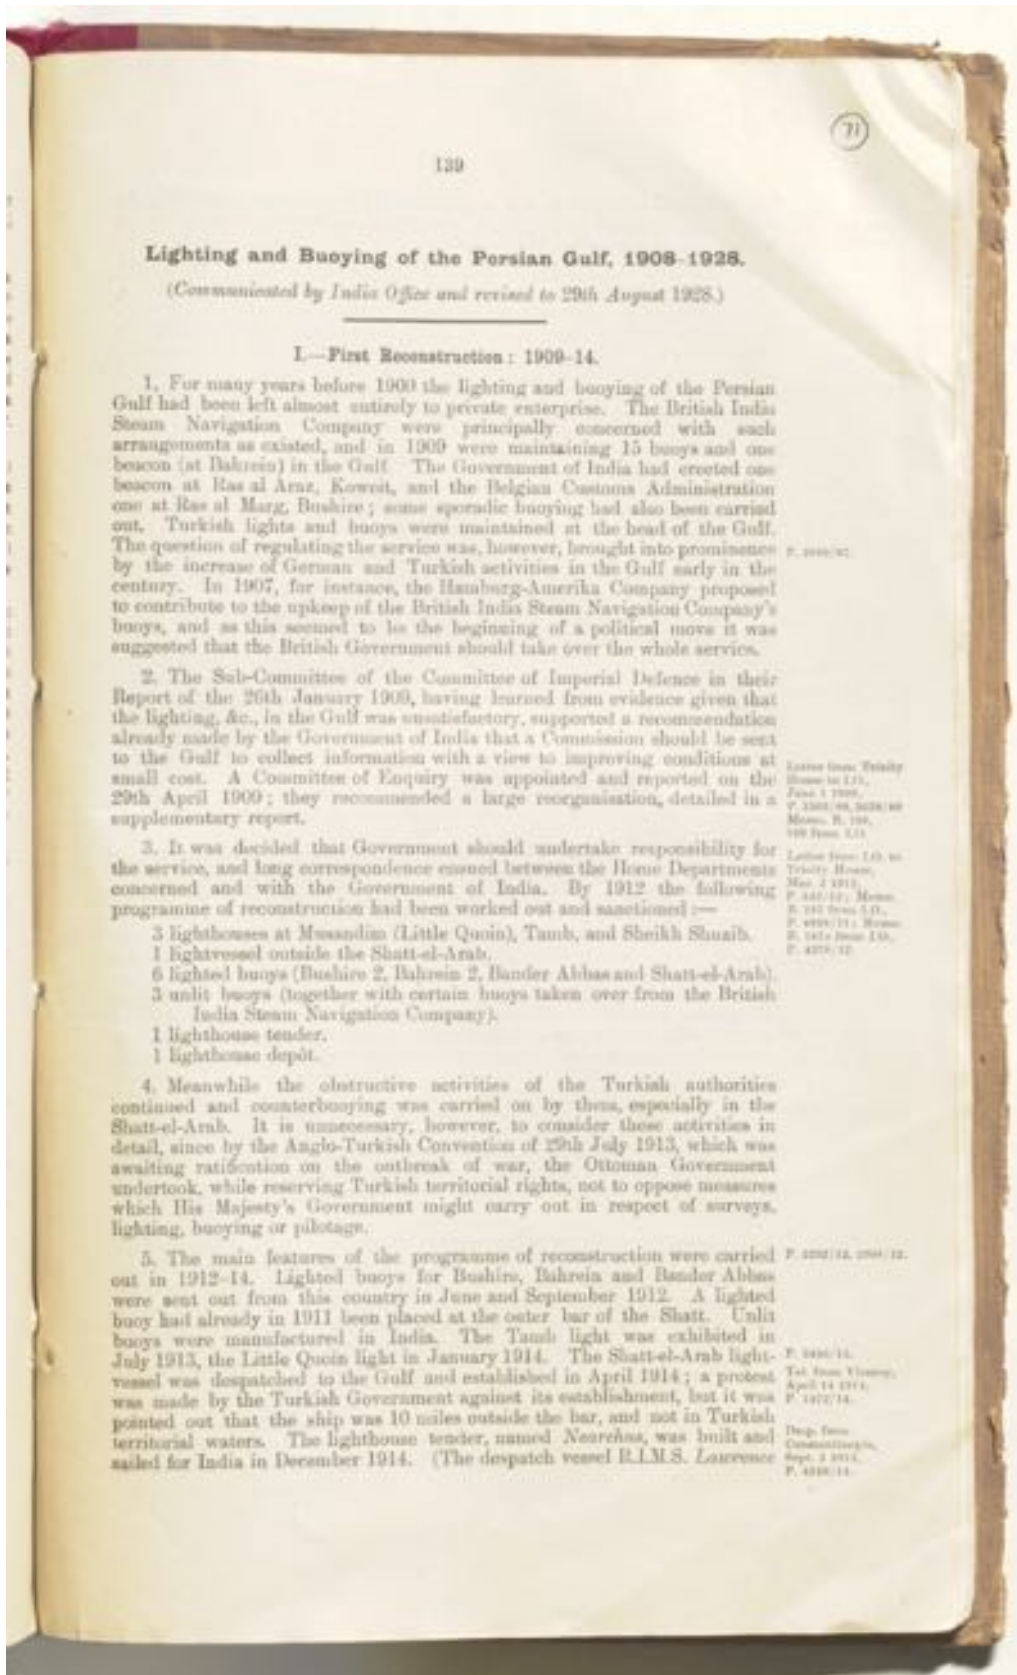 71
139
Lighting and Buoying of the Persian Gulf, 1908-1928.
(Communicated by India Office and revised to 29th August 1928.)
I.—First Reconstruction: 1909-14.
1. For many years before 1900 the lighting and buoying of the Persian
Gulf had been left almost entirely to private enterprise. The British India
Steam Navigation Company were principally concerned with such
arrangements as existed, and in 1909 were maintaining 15 buoys and one
beacon (at Bahrein) in the Gulf. The Government of India had erected one
beacon at Ras al Araz, Koweit, and the Belgian Customs Administration
one at Ras al Marg, Bushire; some sporadic buoying had also been carried
out. Turkish lights and buoys were maintained at the head of the Gulf.
The question of regulating the service was, however, brought into prominence
by the increase of German and Turkish activities in the Gulf early in the
century. In 1907, for instance, the Hamburg-Amerika Company proposed
to contribute to the upkeep of the British India Steam Navigation Company's
buoys, and as this seemed to be the beginning of a political move it was
suggested that the British Government should take over the whole service.
2. The Sub-Committee of the Committee of Imperial Defence in their
Report of the 26th January 1909, having learned from evidence given that
the lighting, &c., in the Gulf was unsatisfactory, supported a recommendation
already made by the Government of India that a Commission should be sent
to the Gulf to collect information with a view to improving conditions at
small cost. A Committee of Enquiry was appointed and reported on the
29th April 1909; they recommended a large reorganisation, detailed in a
supplementary report.
Letter from Trinity
House to I.O.,
3. It was decided that Government should undertake responsibility for
the service, and long correspondence ensued between the Home Departments
concerned and with the Government of India. By 1912 the following
programme of reconstruction had been worked out and sanctioned :—
Letter from I.O. to
Trinity House,
3 lighthouses at Musandim (Little Quoin), Tamb, and Sheikh Shuaib.
1 lightvessel outside the Shatt-el-Arab.
6 lighted buoys (Bushire 2, Bahrein 2, Bander Abbas and Shatt-el-Arab).
3 unlit buoys (together with certain buoys taken over from the British
India Steam Navigation Company).
1 lighthouse tender.
1 lighthouse depôt.
4. Meanwhile the obstructive activities of the Turkish authorities
continued and counterbuoying was carried on by them, especially in the
Shatt-el-Arab. It is unnecessary, however, to consider these activities in
detail, since by the Anglo-Turkish Convention of 29th July 1913, which was
awaiting ratification on the outbreak of war, the Ottoman Government
undertook, while reserving Turkish territorial rights, not to oppose measures
which His Majesty's Government might carry out in respect of surveys,
lighting, buoying or pilotage.
5. The main features of the programme of reconstruction were carried
out in 1912-14. Lighted buoys for Bushire, Bahrein and Bander Abbas
were sent out from this country in June and September 1912. A lighted
buoy had already in 1911 been placed at the outer bar of the Shatt. Unlit
buoys were manufactured in India. The Tamb light was exhibited in
July 1913, the Little Quoin light in January 1914. The Shatt-el-Arab light-
vessel was despatched to the Gulf and established in April 1914; a protest
was made by the Turkish Government against its establishment, but it was
pointed out that the ship was 10 miles outside the bar, and not in Turkish
territorial waters. The lighthouse tender, named Nearchus, was built and
sailed for India in December 1914. (The despatch vessel R.I.M.S. Lawrence
Tel. from Viceroy,
April 14 1914,
Desp. from
Constantinople,